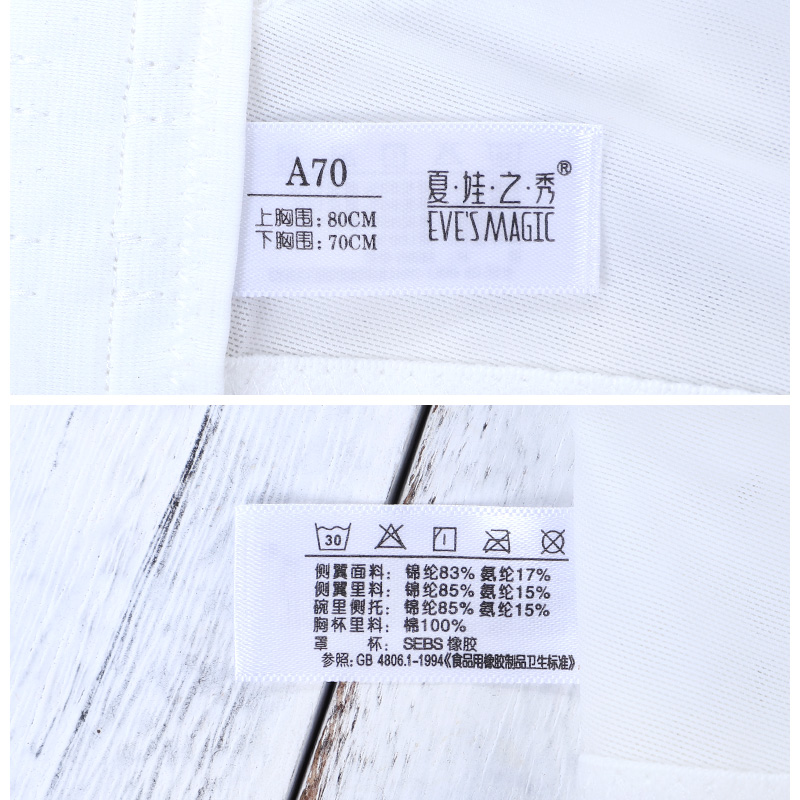 A70
上胸围：80CM
下胸围：70CM
夏·娃·之·秀®
EVE'S MAGIC
30
侧翼面料：锦纶83% 氨纶17%
侧翼里料：锦纶85% 氨纶15%
碗里侧托：锦纶85% 氨纶15%
胸杯里料：棉100%
罩 杯：SEBS 橡胶
参照：GB 4806.1-1994《食品用橡胶制品卫生标准》